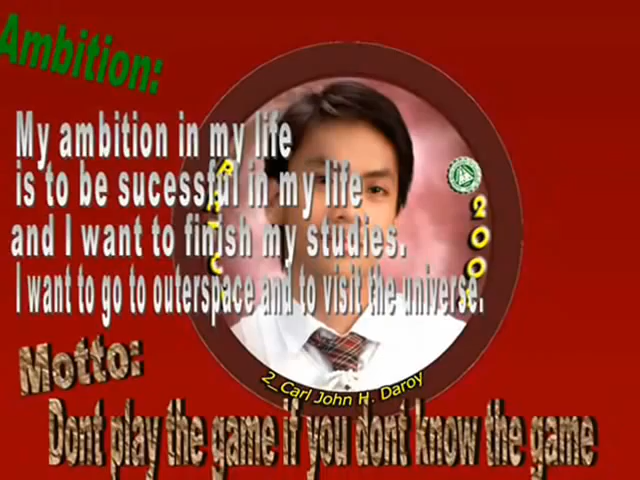 Ambition:
My ambition in my life
is to be sucessful in my life
and I want to finish my studies.
I want to go to outerspace and to visit the universe.
2_Carl John H. Daroy
Motto:
Dont play the game if you dont know the game